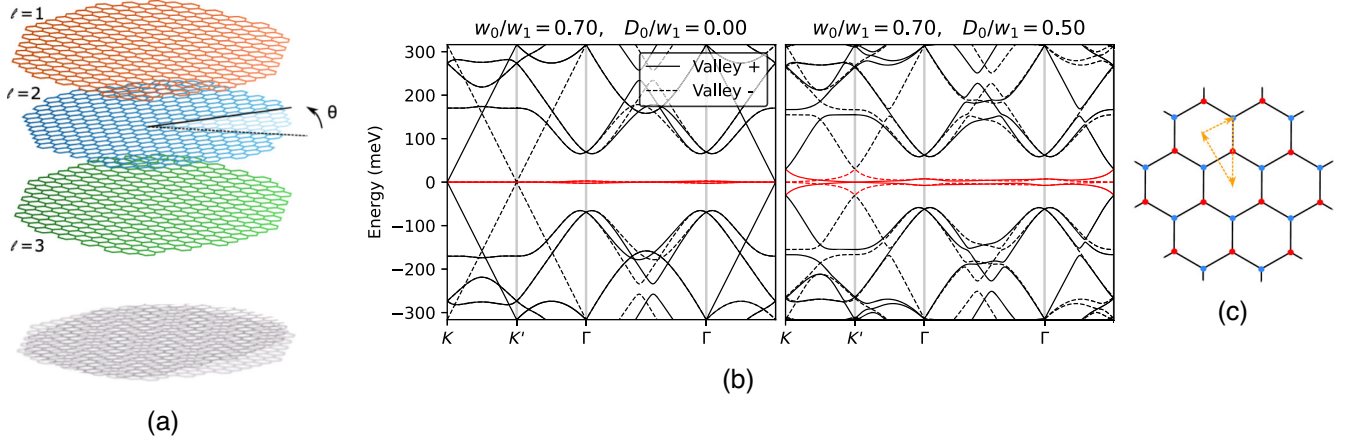 ℓ=1
ℓ=2
θ
ℓ=3
(a)
w₀/w₁ = 0.70, D₀/w₁ = 0.00
w₀/w₁ = 0.70, D₀/w₁ = 0.50
Valley +
Valley -
Energy (meV)
300
200
100
0
−100
−200
−300
K K' Γ Γ
K K' Γ Γ
(b)
(c)